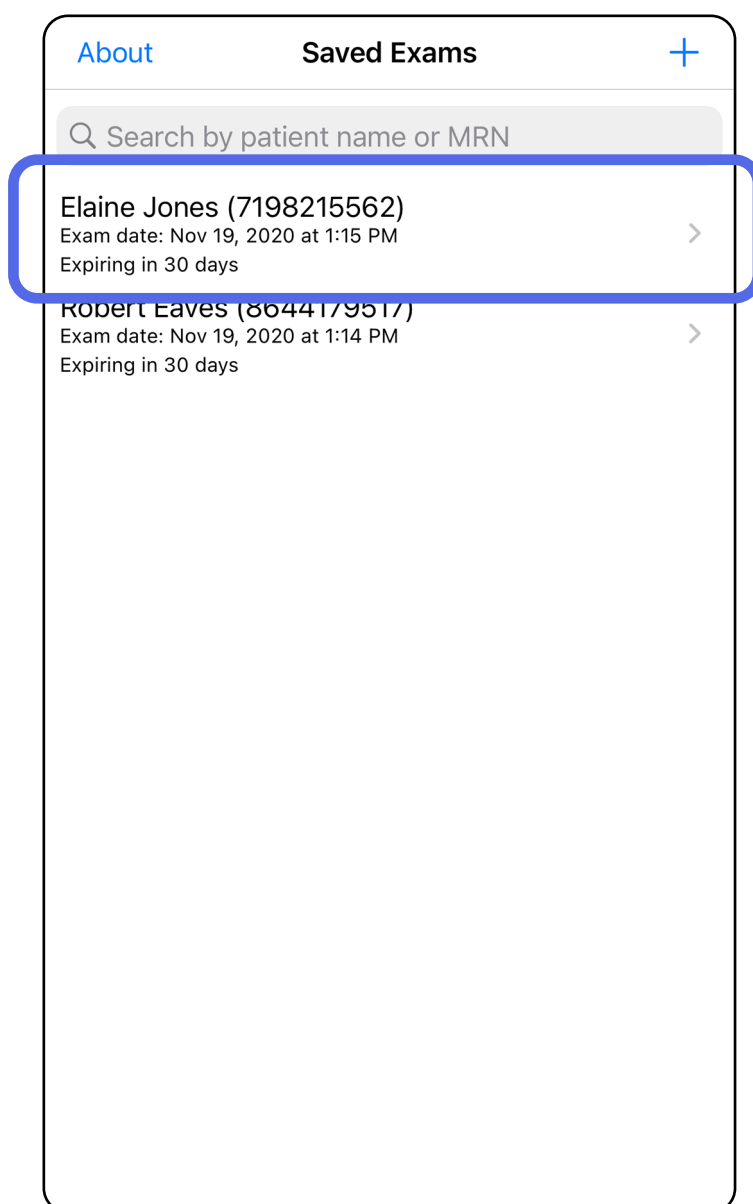 About
Saved Exams
Search by patient name or MRN
Elaine Jones (7198215562)
Exam date: Nov 19, 2020 at 1:15 PM
Expiring in 30 days
Robert Eaves (8644179517)
Exam date: Nov 19, 2020 at 1:14 PM
Expiring in 30 days